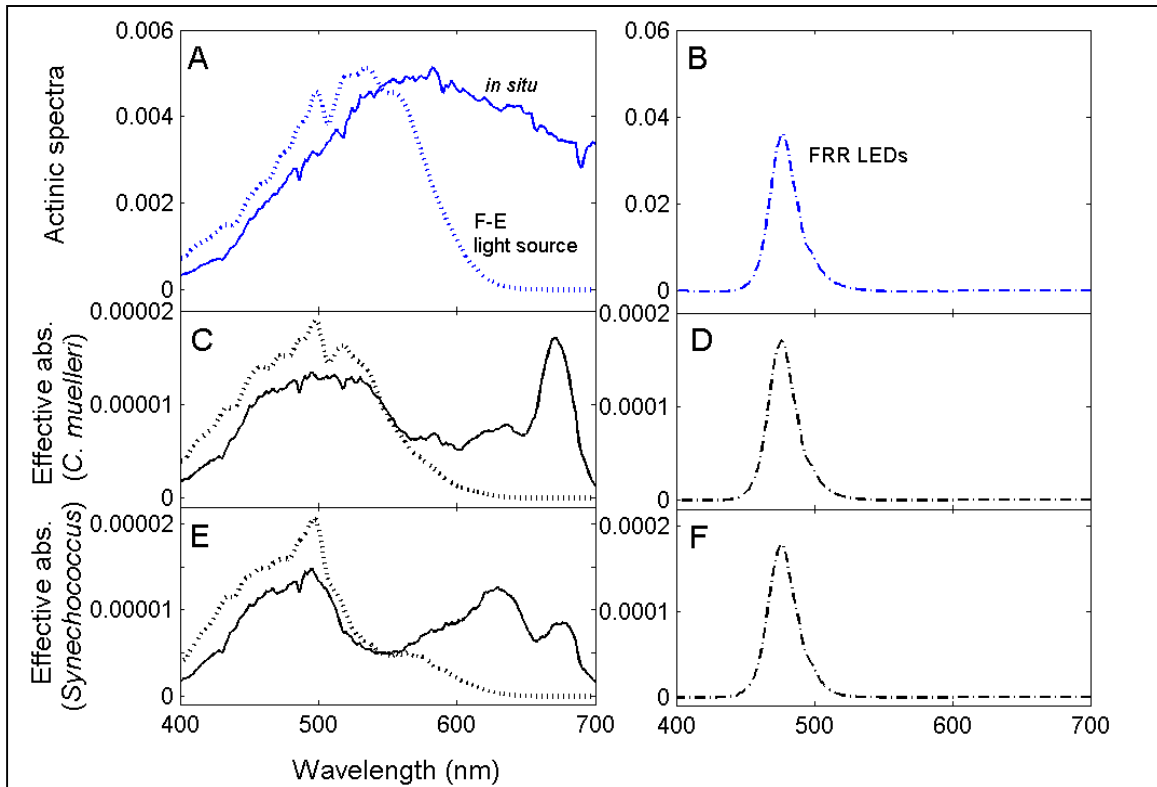 Actinic spectra
0.006
0.004
0.002
0
A
in situ
F-E
light source
0.06
0.04
0.02
0
B
FRR LEDs
Effective abs.
(C. muelleri)
0.00002
0.00001
0
C
0.0002
0.0001
0
D
Effective abs.
(Synechococcus)
0.00002
0.00001
0
E
400 500 600 700
0.0002
0.0001
0
F
400 500 600 700
Wavelength (nm)